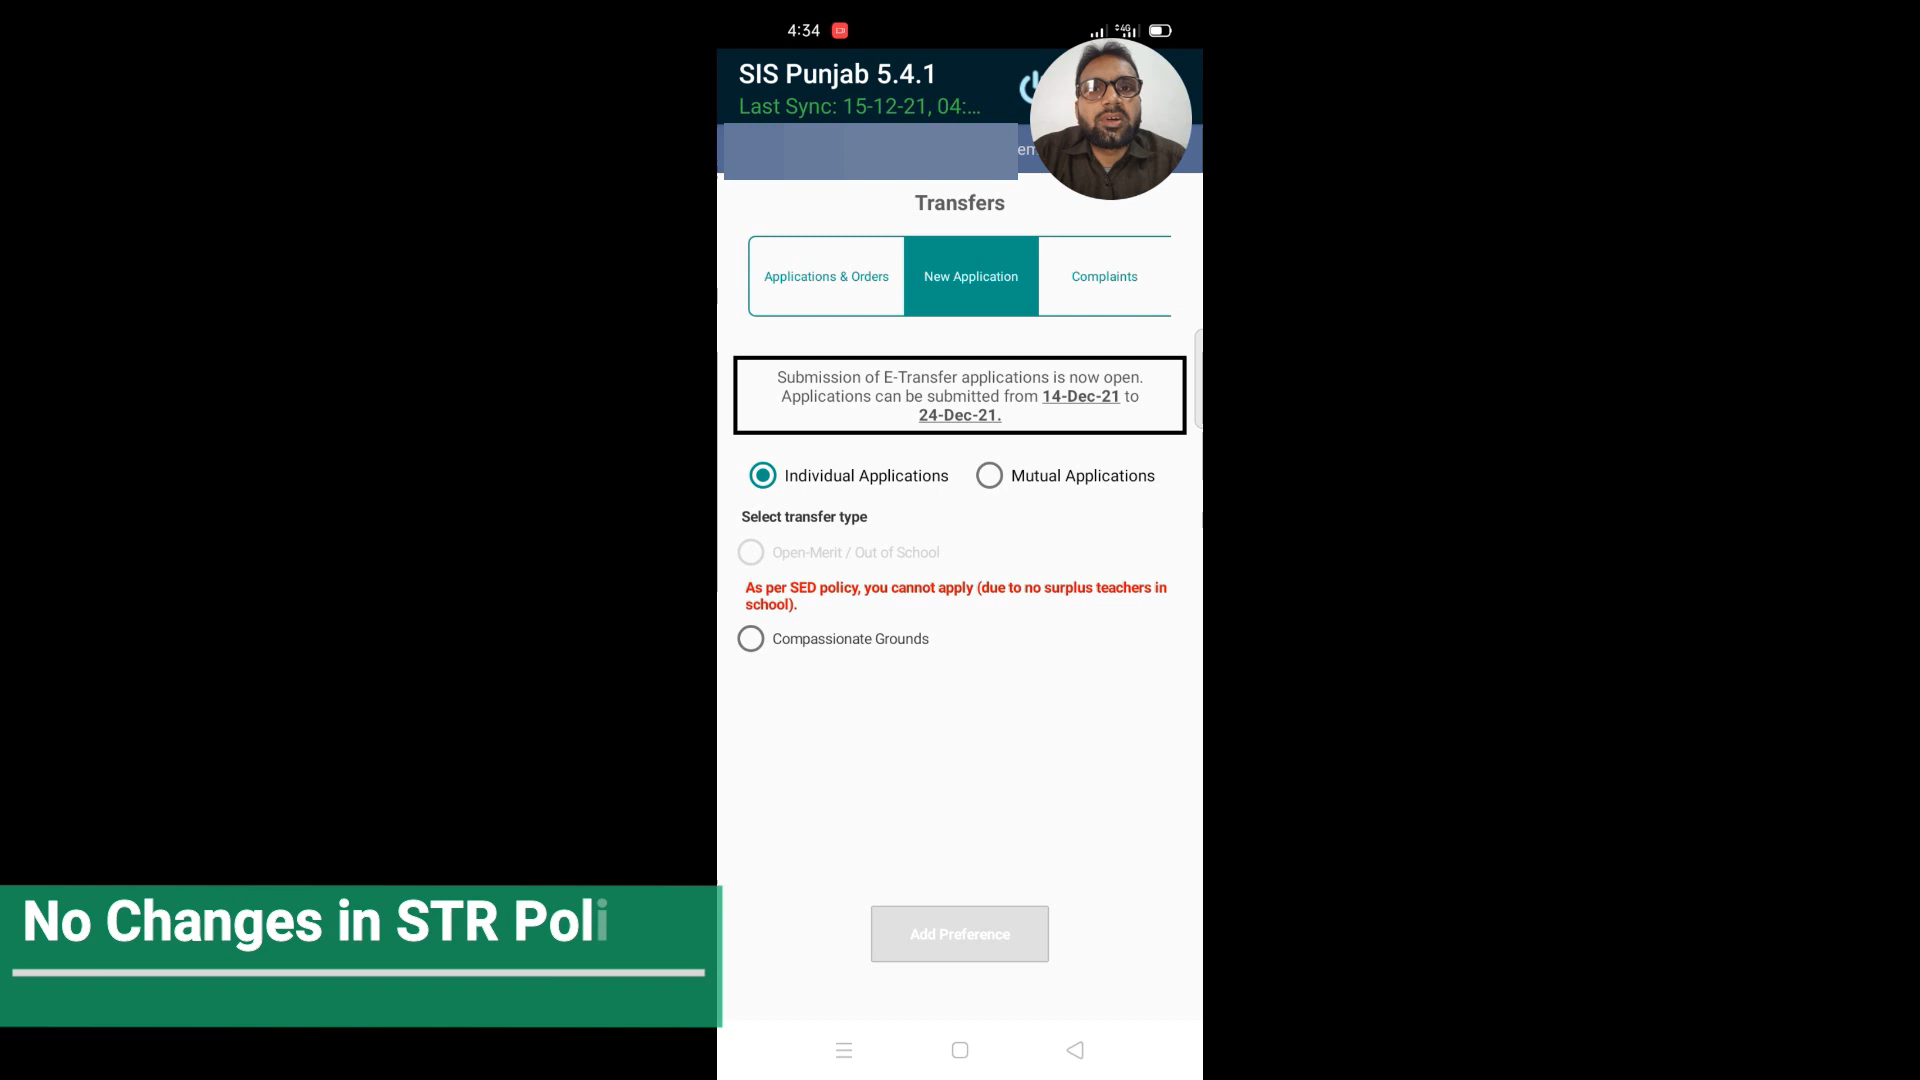 4:34
4G
SIS Punjab 5.4.1
Last Sync: 15-12-21, 04:...
Transfers
Applications & Orders
New Application
Complaints
Submission of E-Transfer applications is now open.
Applications can be submitted from 14-Dec-21 to
24-Dec-21.
Individual Applications
Mutual Applications
Select transfer type
Open-Merit / Out of School
As per SED policy, you cannot apply (due to no surplus teachers in
school).
Compassionate Grounds
No Changes in STR Poli
Add Preference